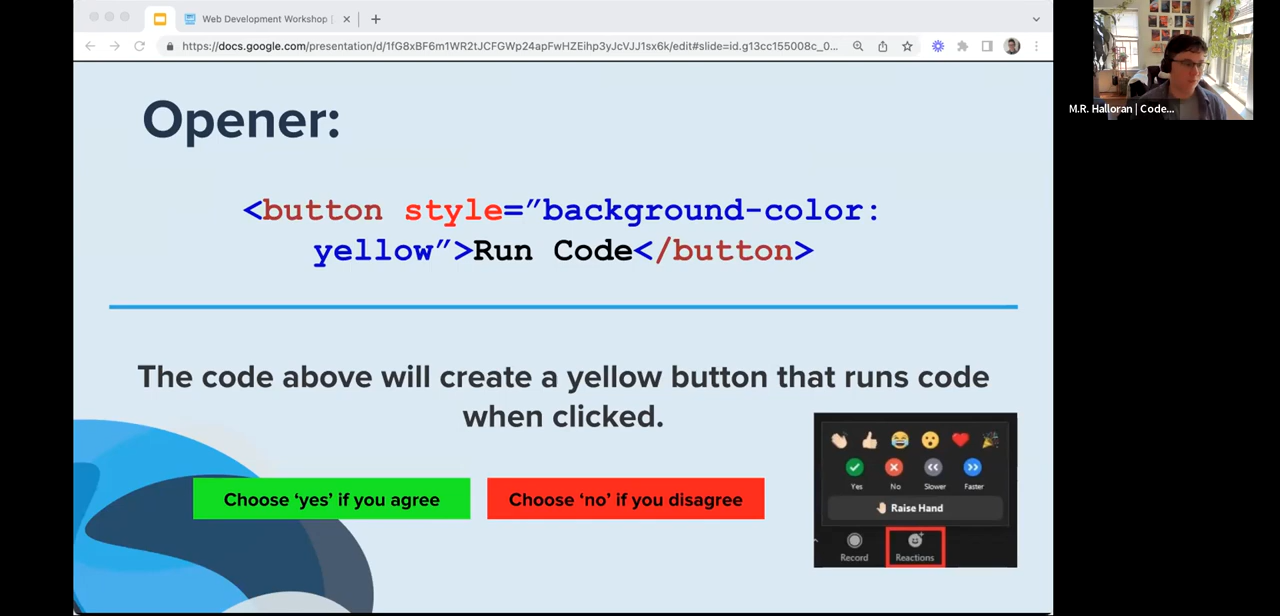 Web Development Workshop |
https://docs.google.com/presentation/d/1fG8xBF6m1WR2tJCFGWp24apFwHZEihp3yJcVJJ1sx6k/edit#slide=id.g13cc155008c_0...
M.R. Halloran | Code...
Opener:
<button style=”background-color:
yellow”>Run Code</button>
The code above will create a yellow button that runs code
when clicked.
Choose ‘yes’ if you agree
Choose ‘no’ if you disagree
Yes
No
Slower
Faster
Raise Hand
Record
Reactions